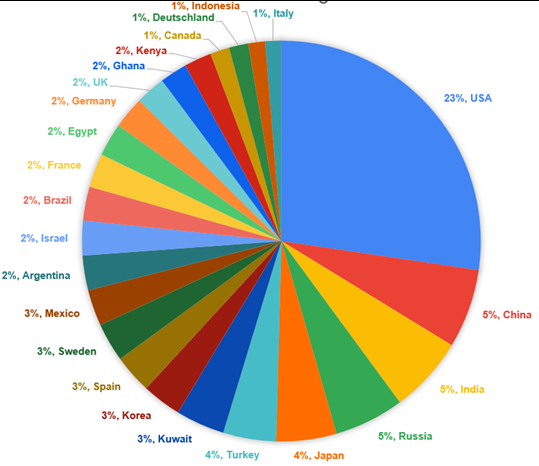 1%, Indonesia
1%, Italy
1%, Deutschland
1%, Canada
2%, Kenya
2%, Ghana
2%, UK
2%, Germany
2%, Egypt
2%, France
2%, Brazil
2%, Israel
2%, Argentina
3%, Mexico
3%, Sweden
3%, Spain
3%, Korea
3%, Kuwait
4%, Turkey
4%, Japan
5%, Russia
5%, India
5%, China
23%, USA